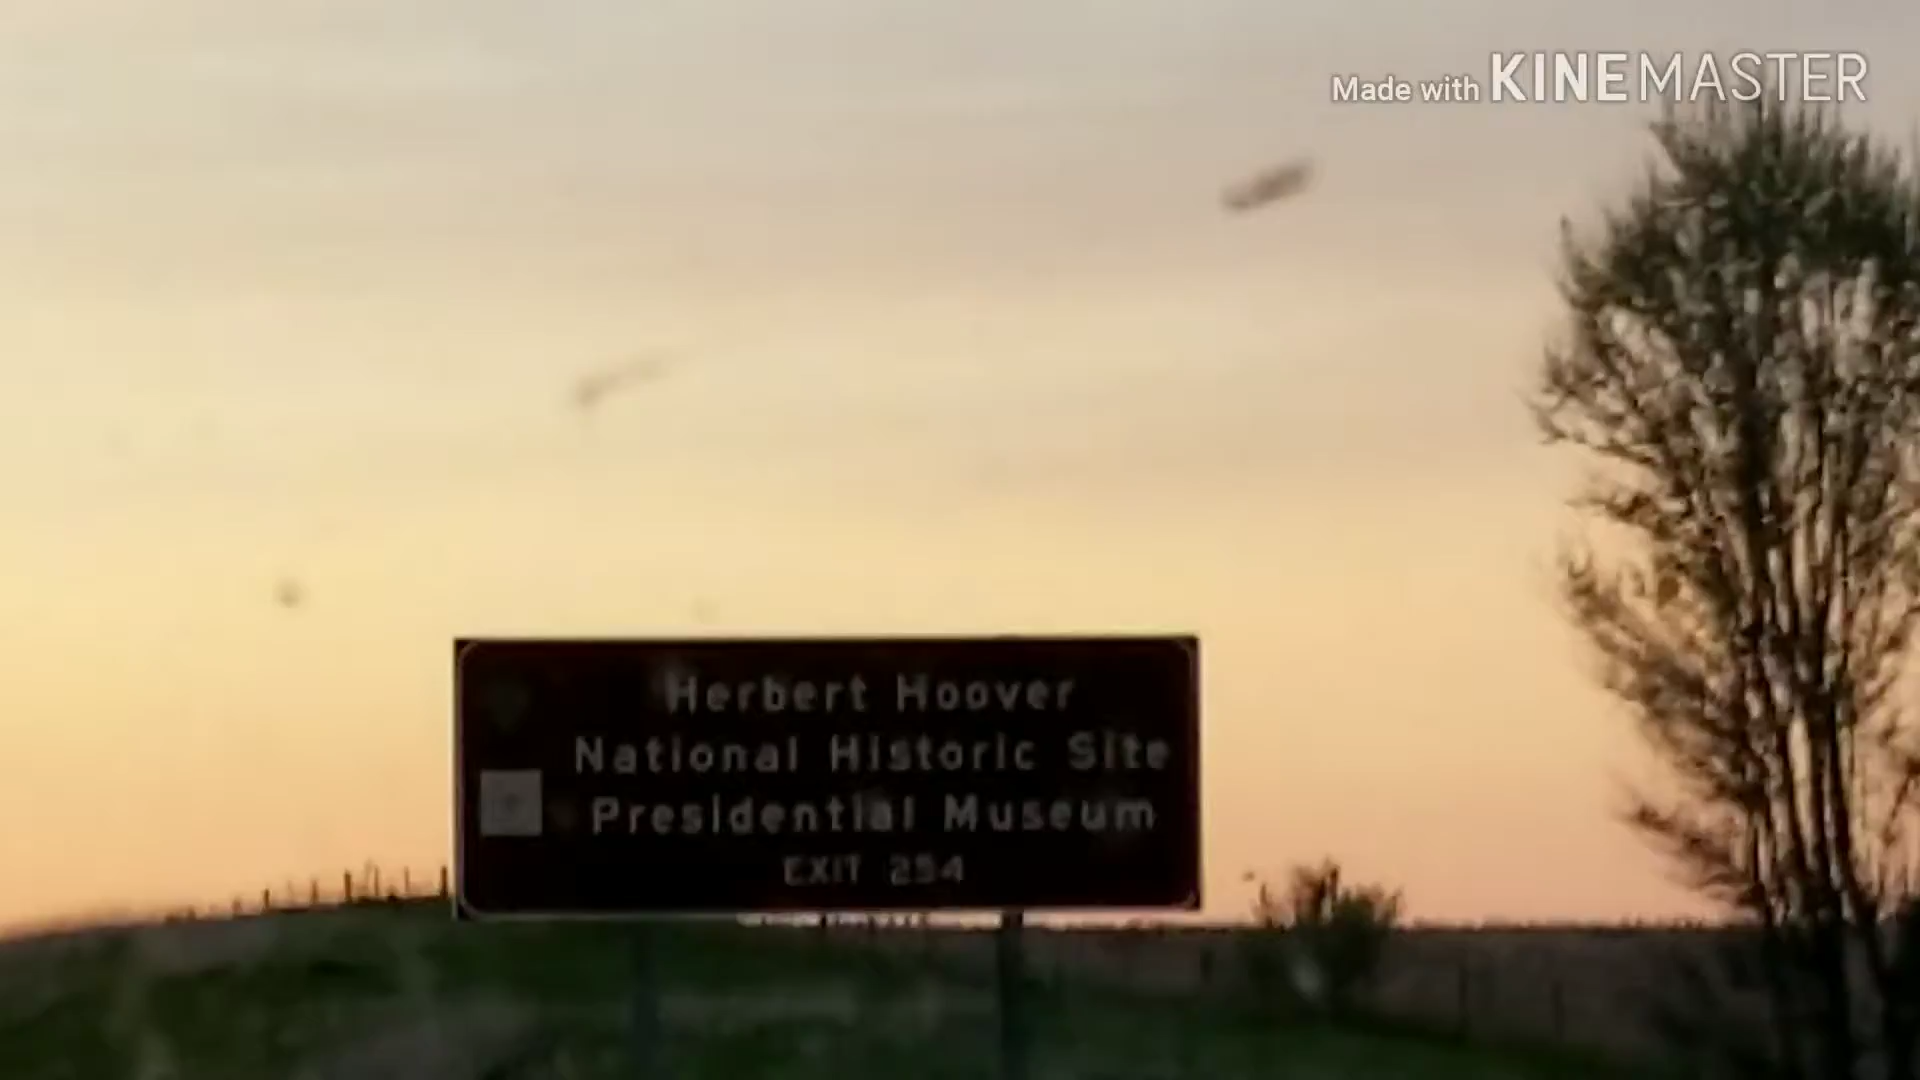 Made with KINEMASTER
Herbert Hoover
National Historic Site
Presidential Museum
EXIT 254